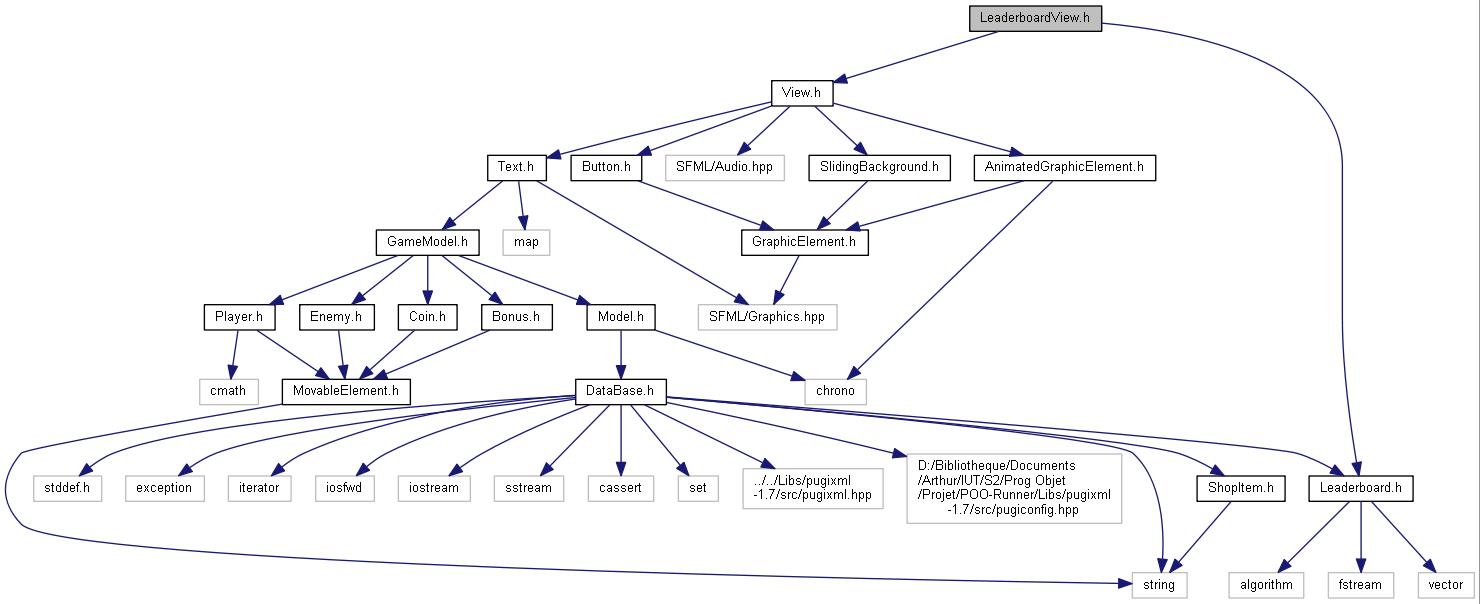 LeaderboardView.h
View.h
Text.h
Button.h
SFML/Audio.hpp
SlidingBackground.h
AnimatedGraphicElement.h
GameModel.h
map
GraphicElement.h
Player.h
Enemy.h
Coin.h
Bonus.h
Model.h
SFML/Graphics.hpp
cmath
MovableElement.h
DataBase.h
chrono
stddef.h
exception
iterator
iosfwd
iostream
sstream
cassert
set
../../Libs/pugixml
-1.7/src/pugixml.hpp
D:/Bibliotheque/Documents
/Arthur/IUT/S2/Prog Objet
/Projet/POO-Runner/Libs/pugixml
-1.7/src/pugiconfig.hpp
ShopItem.h
Leaderboard.h
string
algorithm
fstream
vector